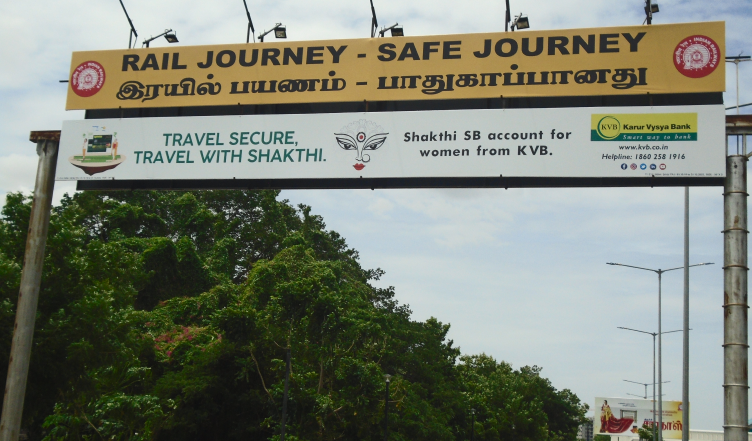 RAIL JOURNEY - SAFE JOURNEY
இரயில் பயணம் - பாதுகாப்பானது
TRAVEL SECURE,
TRAVEL WITH SHAKTHI.
Shakthi SB account for
women from KVB.
KVB Karur Vysya Bank
Smart way to bank
www.kvb.co.in
Helpline: 1860 258 1916